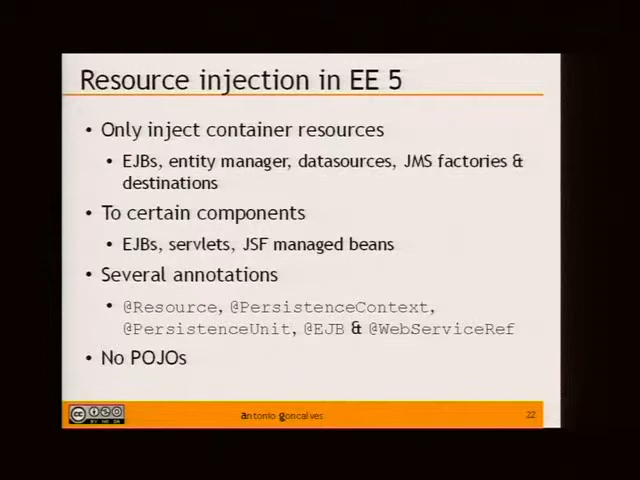 Resource injection in EE 5
• Only inject container resources
• EJBs, entity manager, datasources, JMS factories &
destinations
• To certain components
• EJBs, servlets, JSF managed beans
• Several annotations
• @Resource, @PersistenceContext,
@PersistenceUnit, @EJB & @WebServiceRef
• No POJOs
antonio goncalves
22